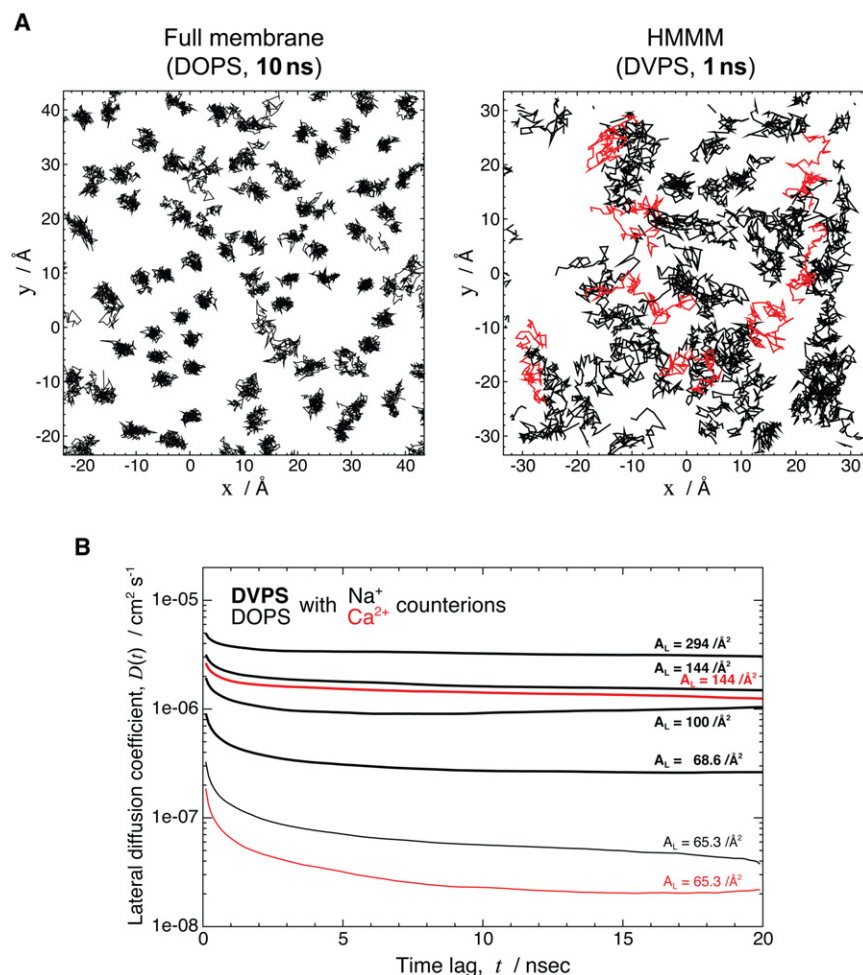 A
Full membrane
(DOPS, 10 ns)
HMMM
(DVPS, 1 ns)
40
30
20
10
0
-10
-20
y / Å
-20
-10
0
10
20
30
40
x / Å
30
20
10
0
-10
-20
-30
y / Å
-30
-20
-10
0
10
20
30
x / Å
B
DVPS
DOPS
with
Na⁺
Ca²⁺
counterions
1e-05
1e-06
1e-07
1e-08
Lateral diffusion coefficient, D(t) / cm² s⁻¹
A_L = 294 /Å²
A_L = 144 /Å²
A_L = 144 /Å²
A_L = 100 /Å²
A_L = 68.6 /Å²
A_L = 65.3 /Å²
A_L = 65.3 /Å²
0
5
10
15
20
Time lag, t / nsec